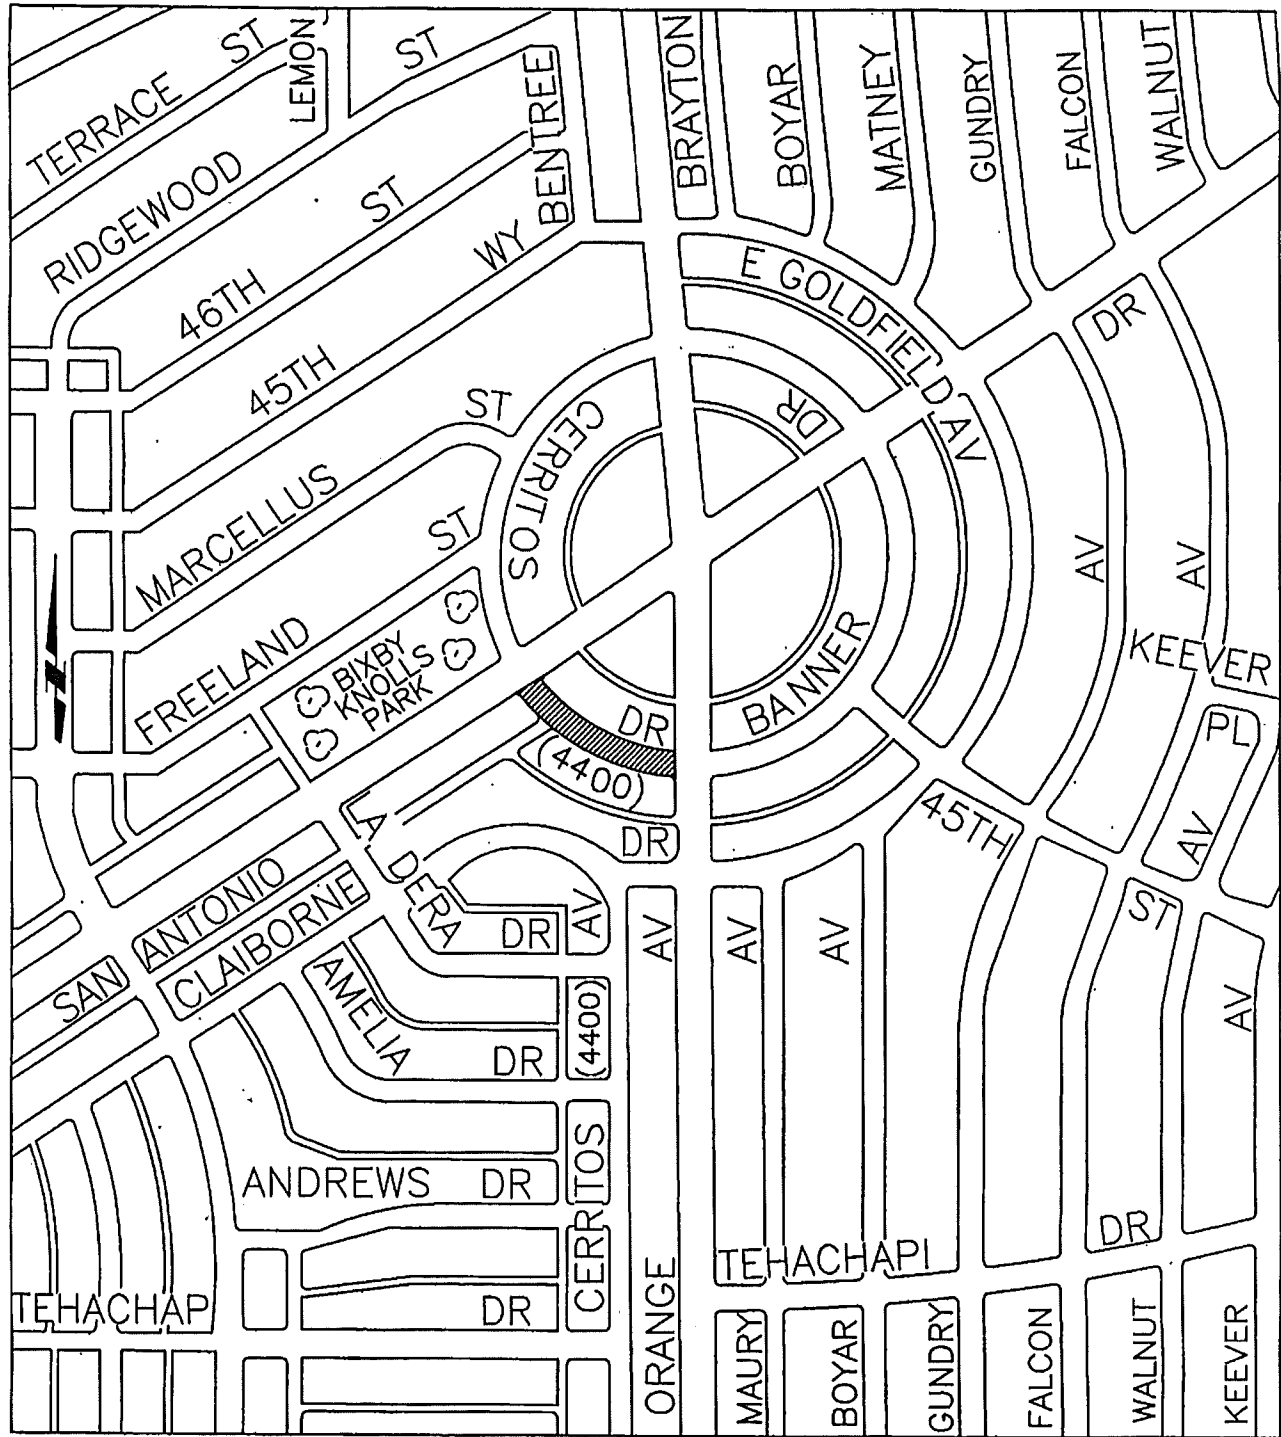 TERRACE ST
LEMON
ST
RIDGEWOOD
BENTREE
BRAYTON
BOYAR
MATNEY
GUNDRY
FALCON
WALNUT
46TH ST
45TH WY
E GOLDFIELD AV
DR
DR
MARCELLUS ST
CERRITOS
FREELAND ST
BIXBY
KNOLLS
PARK
AV
AV
KEEVER
PL
BANNER
DR
(4400)
DR
45TH
ST
AV
LA DERA
DR
AV
SAN ANTONIO
CLAIBORNE
AMELIA
DR
(4400)
AV
AV
AV
AV
ANDREWS DR
CERRITOS
ORANGE
TEHACHAPI
DR
TEHACHAP
DR
MAURY
BOYAR
GUNDRY
FALCON
WALNUT
KEEVER